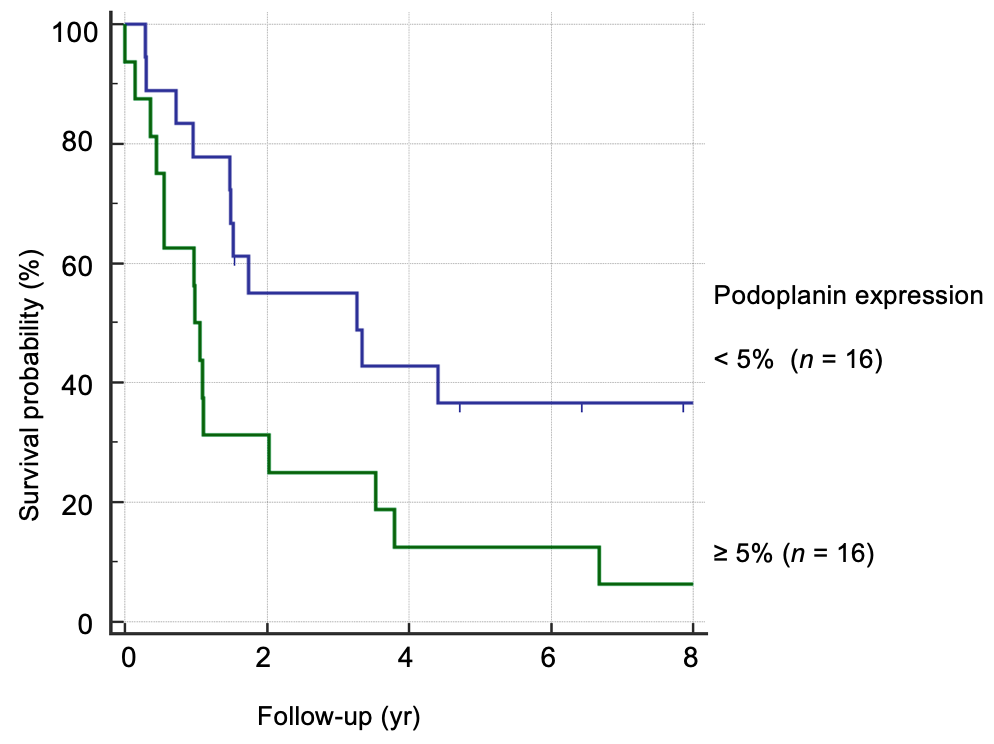 100
80
60
40
20
0
Survival probability (%)
0 2 4 6 8
Follow-up (yr)
Podoplanin expression
< 5% (n = 16)
≥ 5% (n = 16)